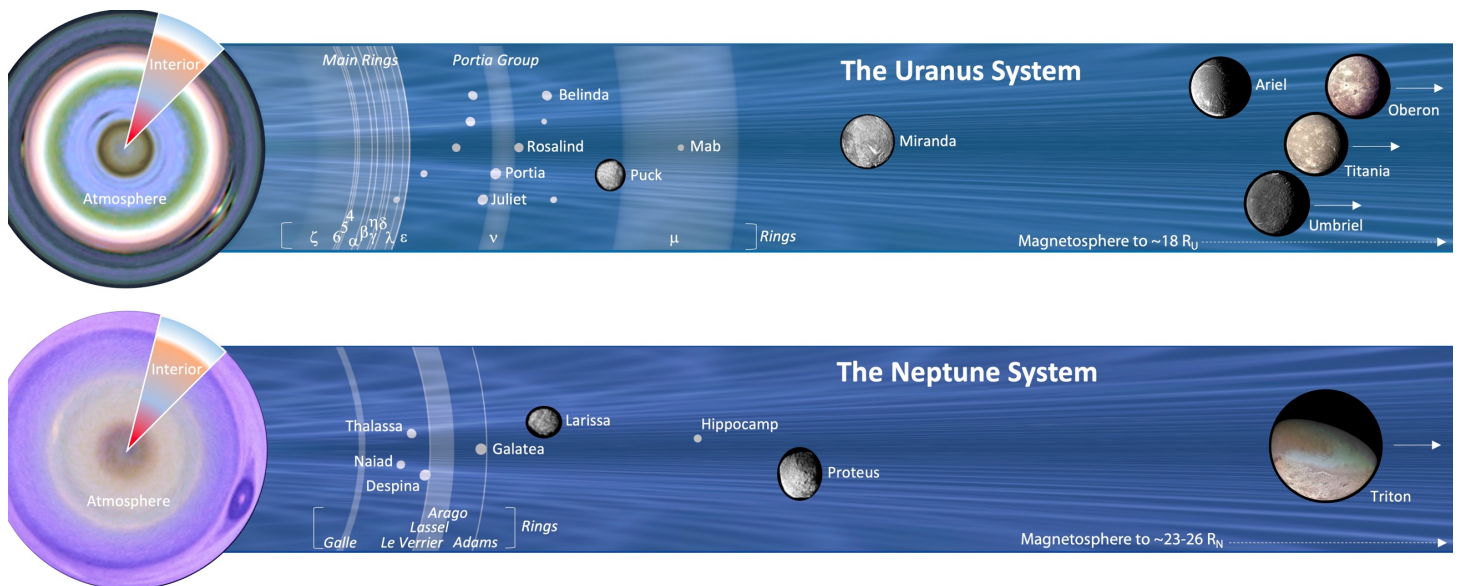 Interior
Atmosphere
Main Rings
Portia Group
The Uranus System
Belinda
Rosalind
Portia
Juliet
Puck
Mab
Miranda
Ariel
Oberon
Titania
Umbriel
ζ 6 5 4 α β η γ δ λ ε ν μ Rings
Magnetosphere to ~18 R_U
Interior
Atmosphere
The Neptune System
Thalassa
Naiad
Despina
Galatea
Larissa
Hippocamp
Proteus
Triton
Arago
Lassel
Galle Le Verrier Adams Rings
Magnetosphere to ~23-26 R_N